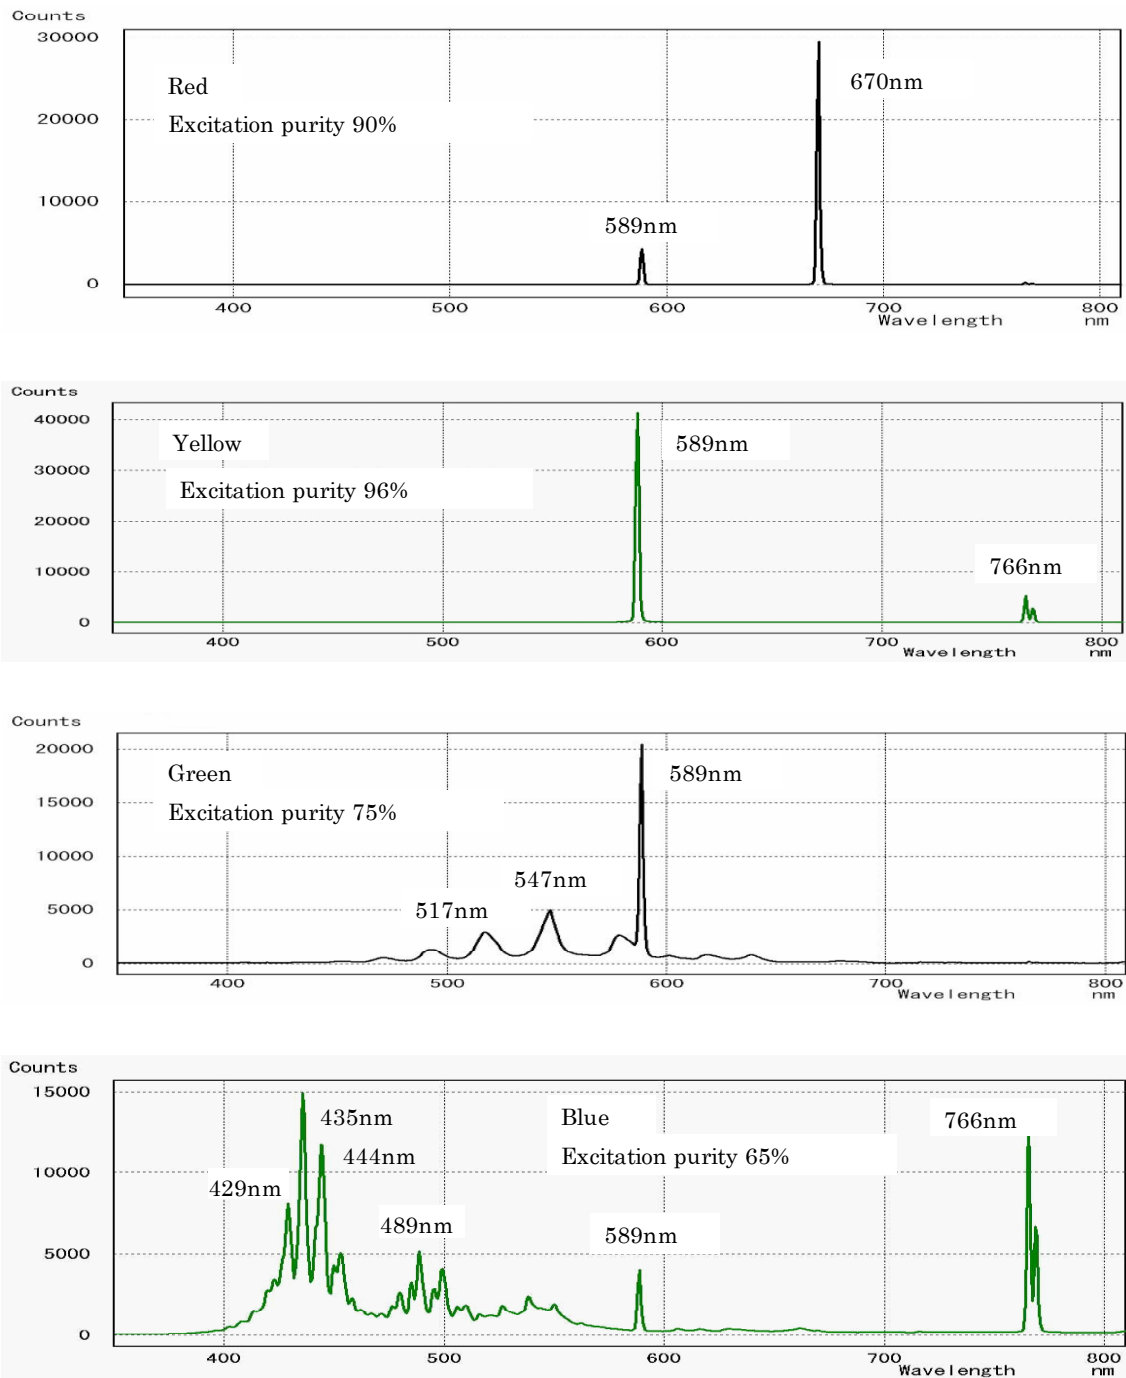 Counts
30000
Red
670nm
20000
Excitation purity 90%
10000
589nm
0
400 500 600 700 800
Wavelength nm
Counts
40000
Yellow
589nm
30000
Excitation purity 96%
20000
10000
766nm
0
400 500 600 700 800
Wavelength nm
Counts
20000
Green
589nm
15000
Excitation purity 75%
10000
547nm
5000
517nm
0
400 500 600 700 800
Wavelength nm
Counts
15000
435nm
Blue
766nm
444nm
Excitation purity 65%
10000
429nm
489nm
589nm
5000
0
400 500 600 700 800
Wavelength nm